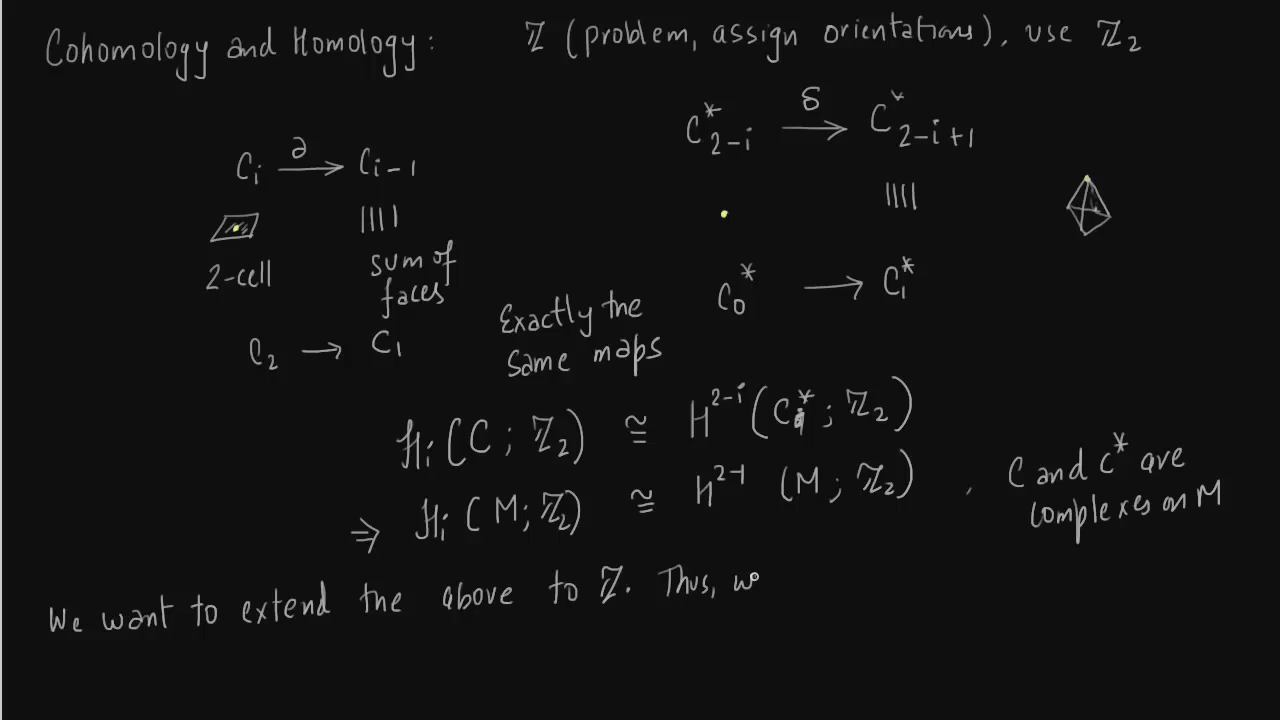 Cohomology and Homology: ℤ (problem, assign orientations), use ℤ₂
C*₂₋ᵢ —δ→ C*₂₋ᵢ₊₁
Cᵢ —∂→ Cᵢ₋₁
2-cell
sum of
faces
C₀* → C₁*
Exactly the
same maps
C₂ → C₁
Hᵢ(C; ℤ₂) ≅ H²⁻ⁱ(C*; ℤ₂)
⇒ Hᵢ(M; ℤ₂) ≅ H²⁻ⁱ(M; ℤ₂), C and C* are
complexes on M
We want to extend the above to ℤ. Thus, w